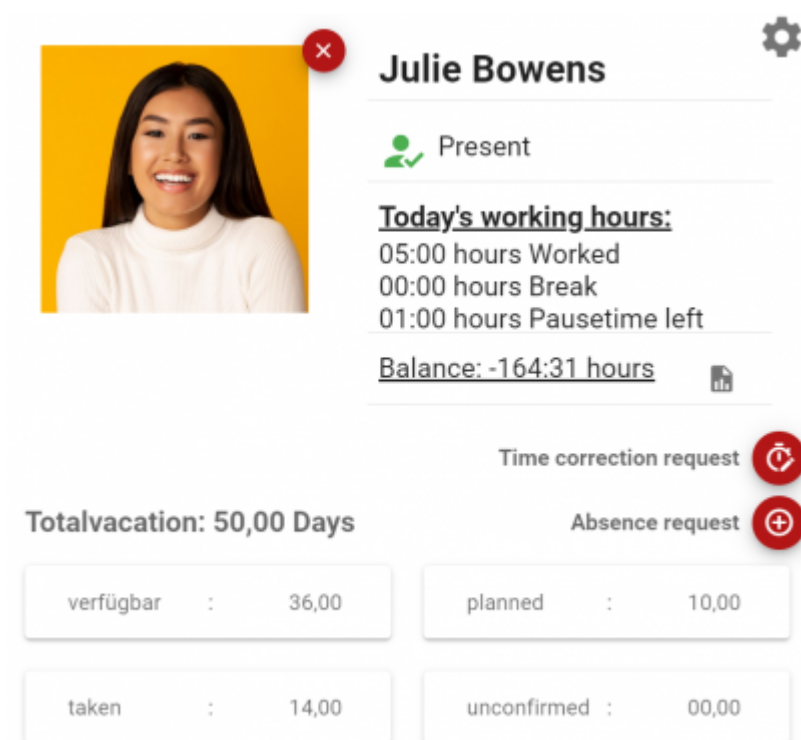 Julie Bowens
Present
Today's working hours:
05:00 hours Worked
00:00 hours Break
01:00 hours Pausetime left
Balance: -164:31 hours
Time correction request
Totalvacation: 50,00 Days
Absence request
verfügbar : 36,00
planned : 10,00
taken : 14,00
unconfirmed : 00,00